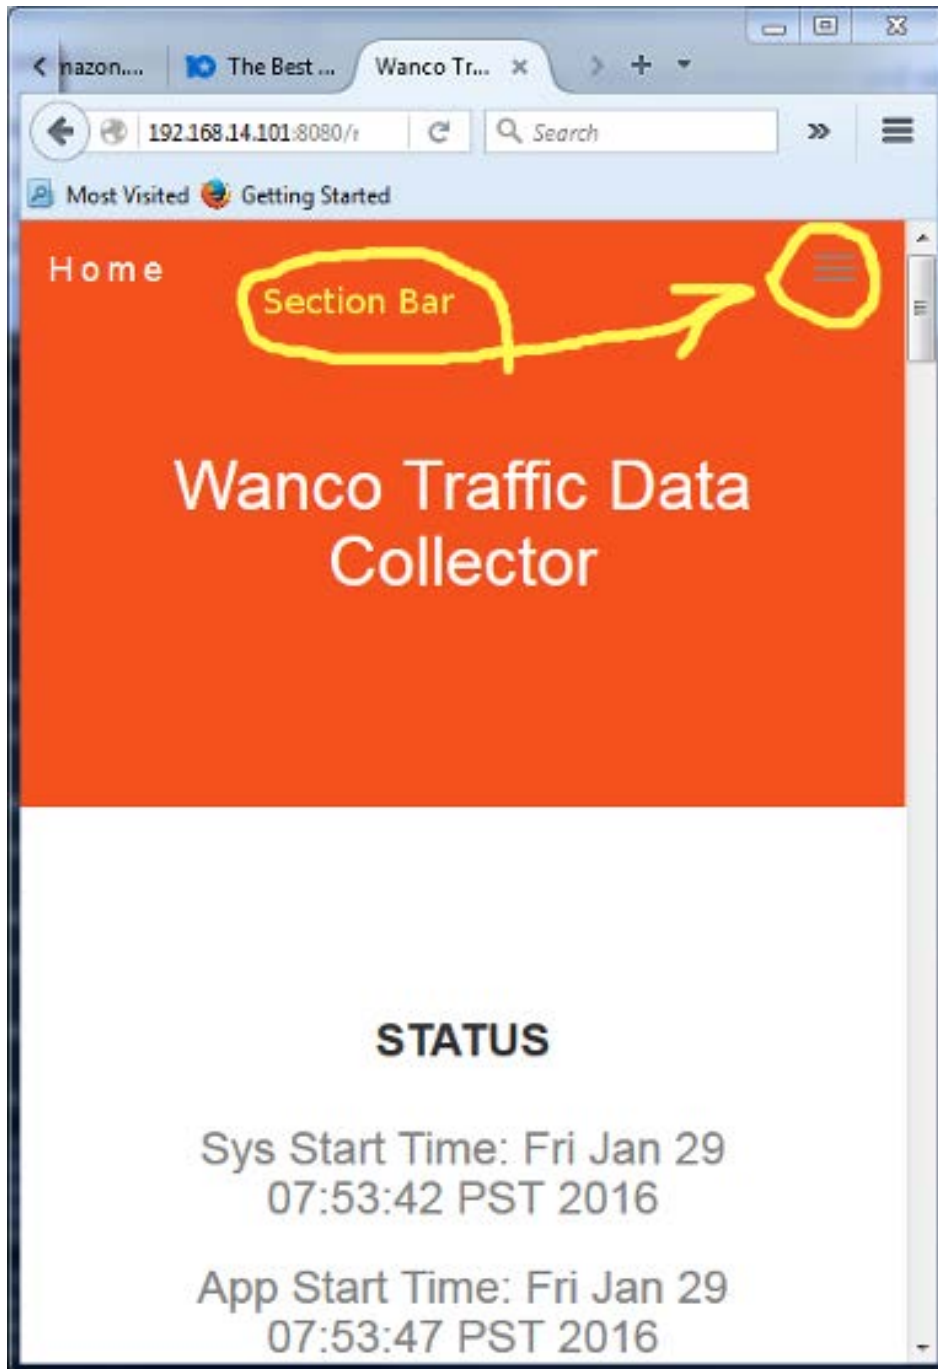 nazon....
The Best ...
Wanco Tr...
192.168.14.101:8080/
Search
Most Visited
Getting Started
Home
Section Bar
Wanco Traffic Data
Collector
STATUS
Sys Start Time: Fri Jan 29
07:53:42 PST 2016
App Start Time: Fri Jan 29
07:53:47 PST 2016